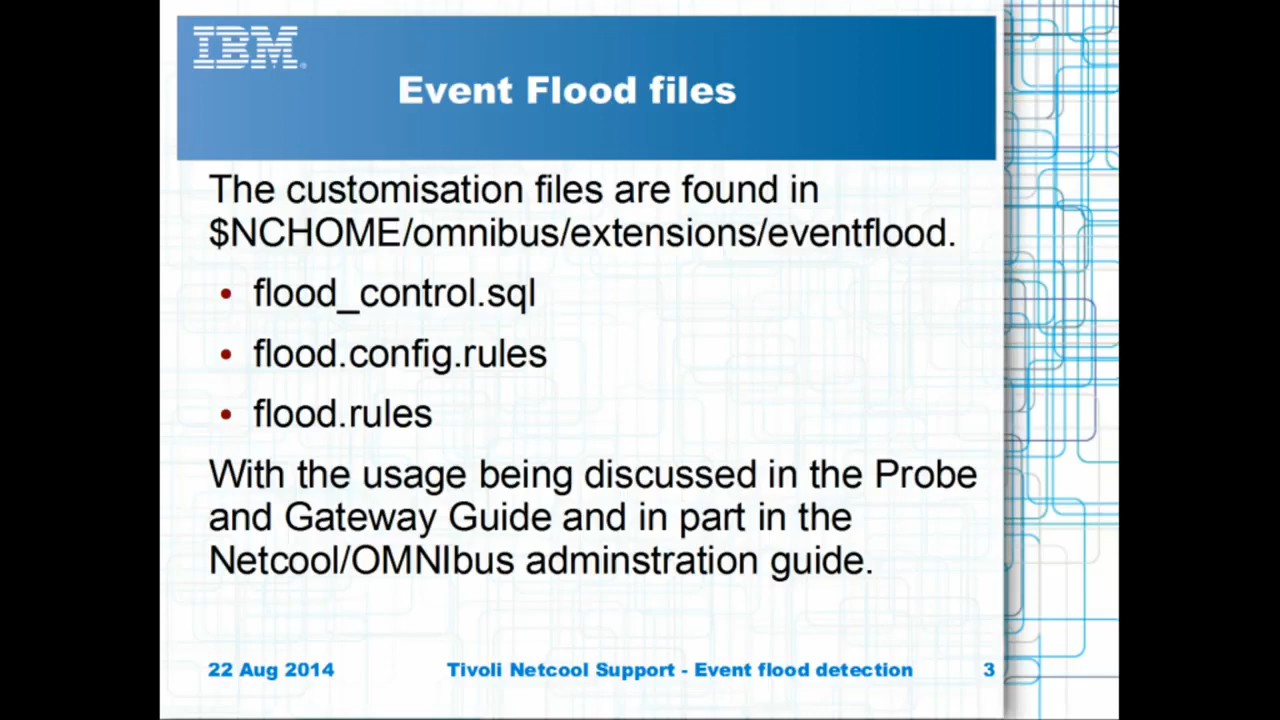 IBM
Event Flood files
The customisation files are found in
$NCHOME/omnibus/extensions/eventflood.
• flood_control.sql
• flood.config.rules
• flood.rules
With the usage being discussed in the Probe
and Gateway Guide and in part in the
Netcool/OMNIbus adminstration guide.
22 Aug 2014 Tivoli Netcool Support - Event flood detection 3